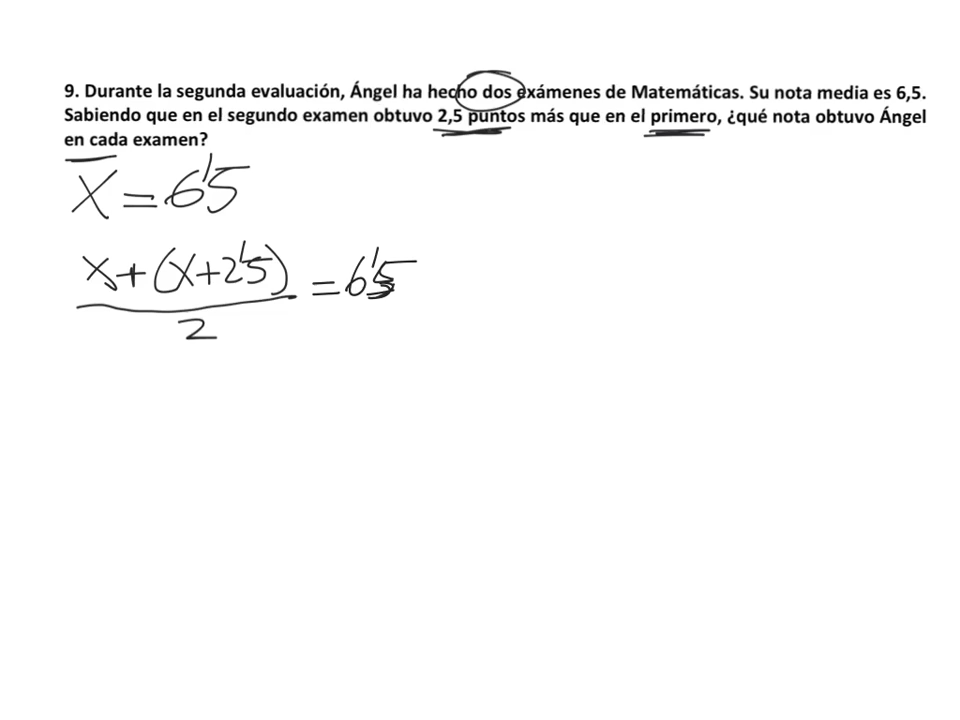 9. Durante la segunda evaluación, Ángel ha hecho dos exámenes de Matemáticas. Su nota media es 6,5.
Sabiendo que en el segundo examen obtuvo 2,5 puntos más que en el primero, ¿qué nota obtuvo Ángel
en cada examen?
X̅ = 6'5
x+(x+2'5)
= 6'5
2